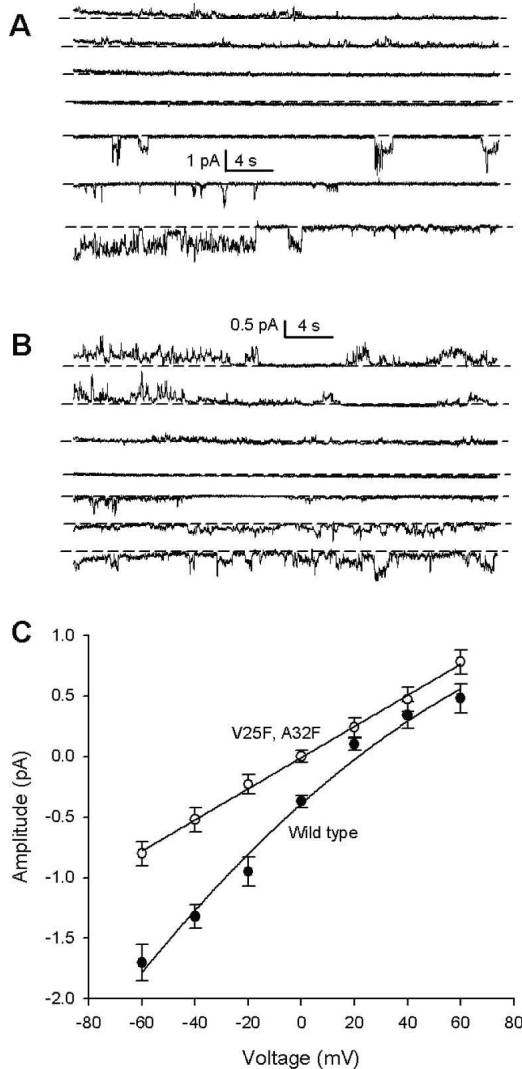 A
1 pA 4 s
0.5 pA 4 s
B
C
1.0
0.5
0.0
-0.5
-1.0
-1.5
-2.0
Amplitude (pA)
V25F, A32F
Wild type
-80 -60 -40 -20 0 20 40 60 80
Voltage (mV)